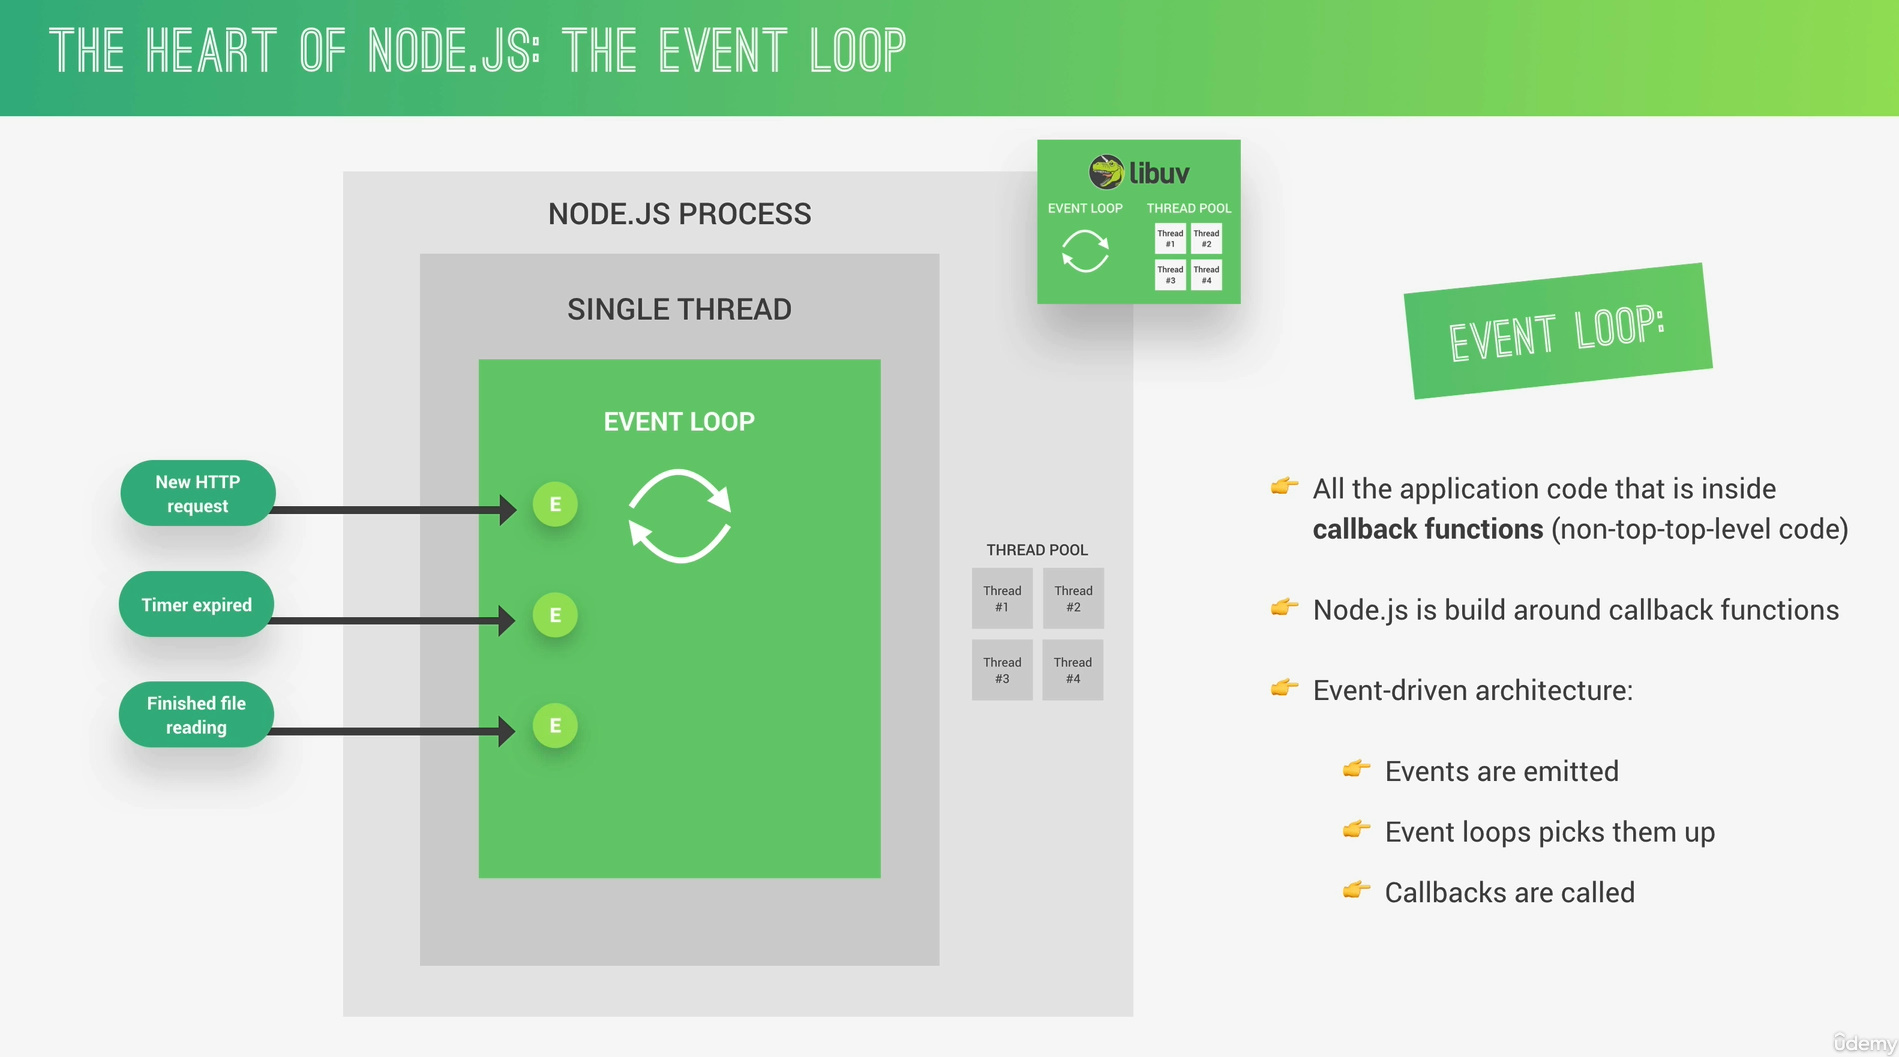 THE HEART OF NODE.JS: THE EVENT LOOP
libuv
EVENT LOOP
THREAD POOL
Thread
#1
Thread
#2
Thread
#3
Thread
#4
NODE.JS PROCESS
SINGLE THREAD
EVENT LOOP
New HTTP
request
E
Timer expired
E
Finished file
reading
E
THREAD POOL
Thread
#1
Thread
#2
Thread
#3
Thread
#4
EVENT LOOP:
All the application code that is inside
callback functions (non-top-top-level code)
Node.js is build around callback functions
Event-driven architecture:
Events are emitted
Event loops picks them up
Callbacks are called
ûdemy